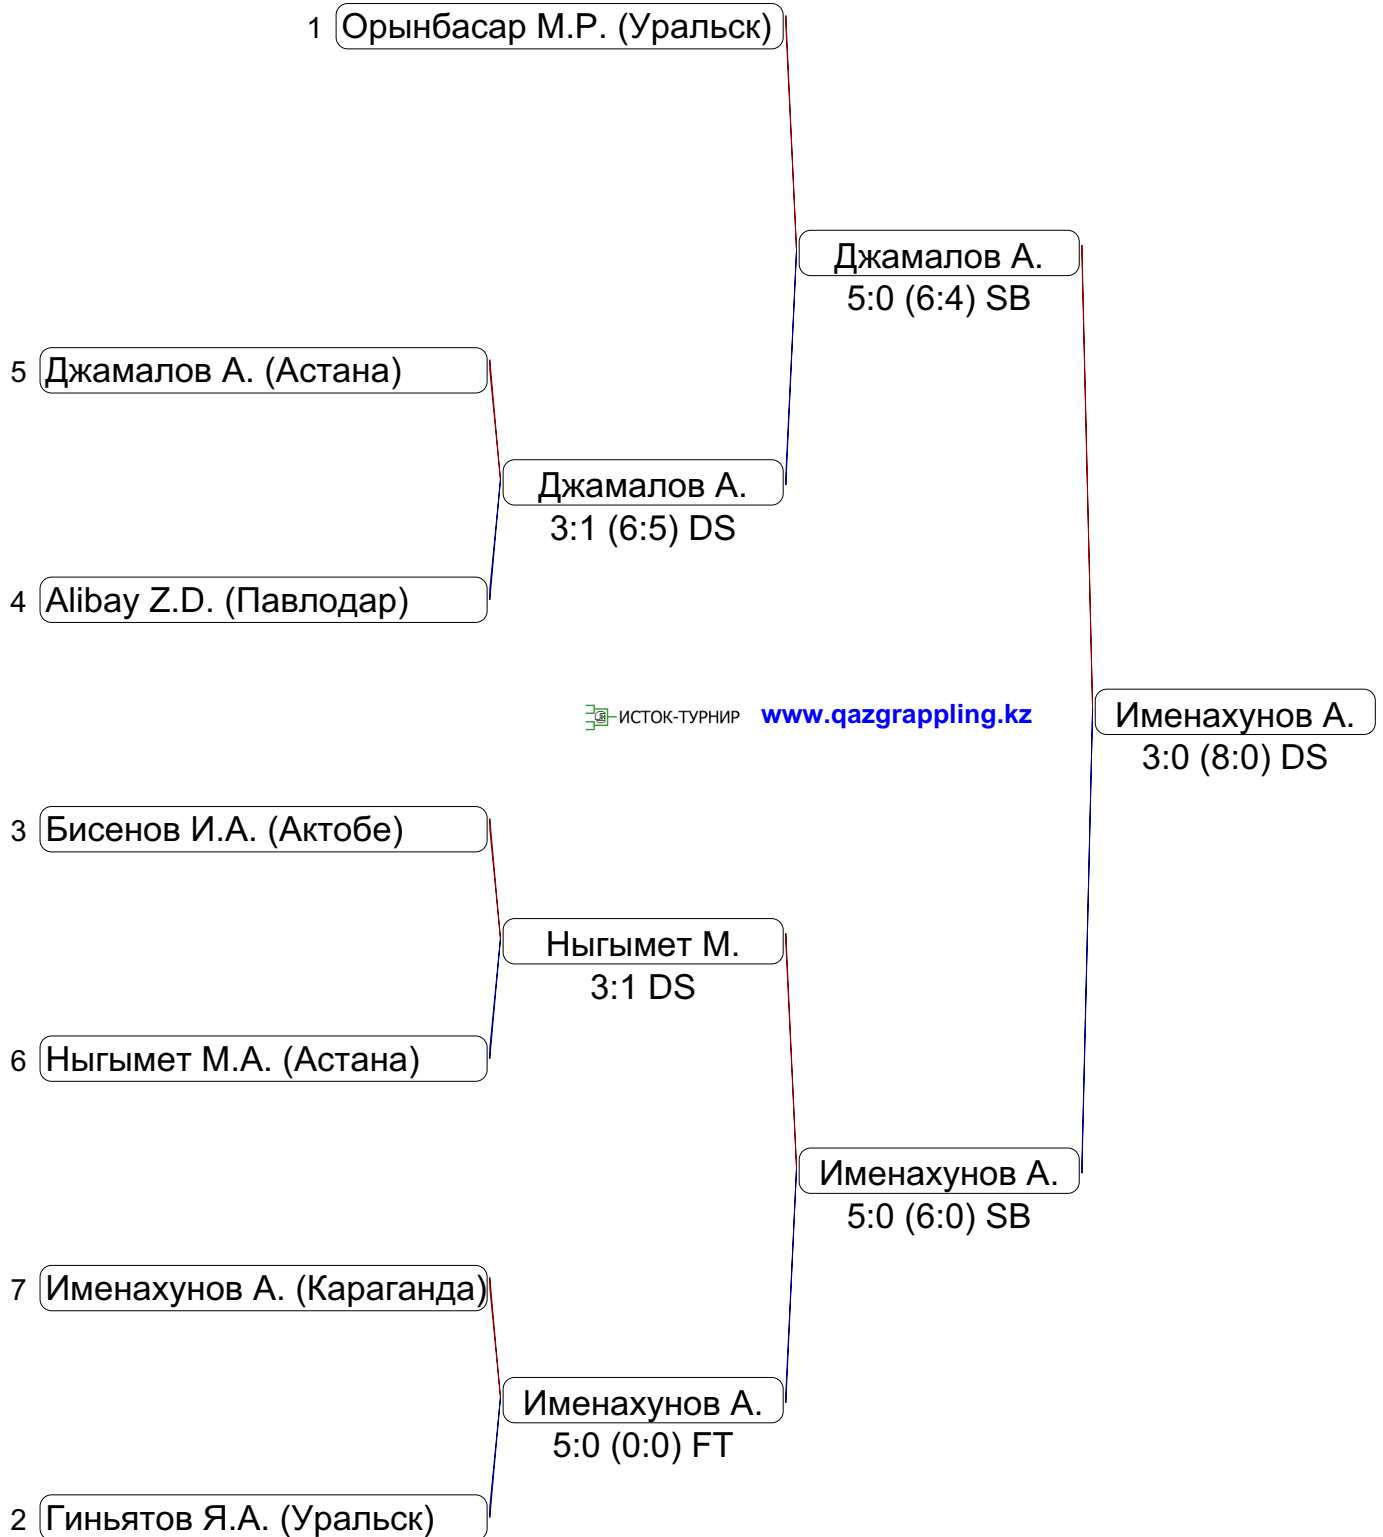 1 Орынбасар М.Р. (Уральск)
Джамалов А.
5:0 (6:4) SB
5 Джамалов А. (Астана)
Джамалов А.
3:1 (6:5) DS
4 Alibay Z.D. (Павлодар)
ИСТОК-ТУРНИР www.qazgrappling.kz
Именахунов А.
3:0 (8:0) DS
3 Бисенов И.А. (Актобе)
Ныгымет М.
3:1 DS
6 Ныгымет М.А. (Астана)
Именахунов А.
5:0 (6:0) SB
7 Именахунов А. (Караганда)
Именахунов А.
5:0 (0:0) FT
2 Гиньятов Я.А. (Уральск)